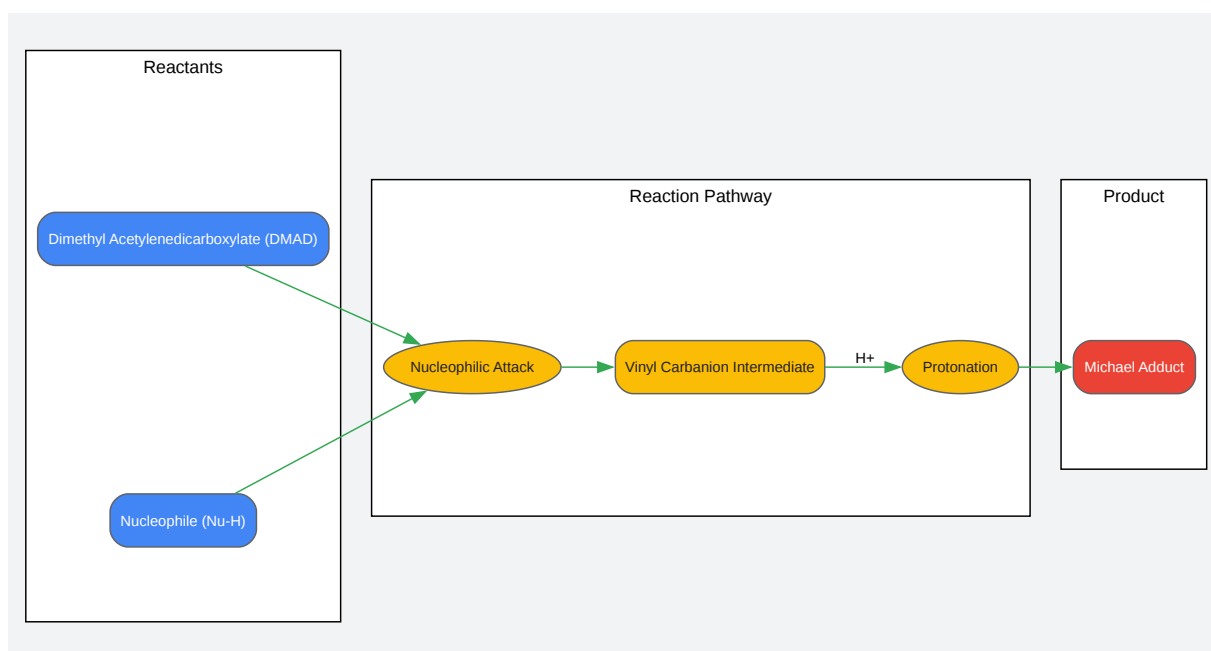 Reactants
Dimethyl Acetylenedicarboxylate (DMAD)
Nucleophile (Nu-H)
Reaction Pathway
Nucleophilic Attack
Vinyl Carbanion Intermediate
H+
Protonation
Product
Michael Adduct